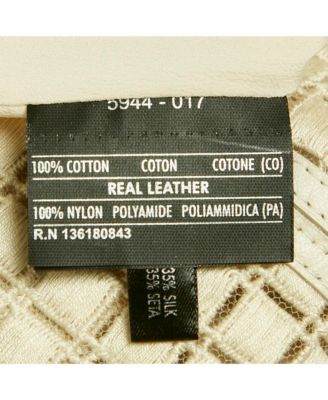 5944 - 017
100% COTTON COTON COTONE (CO)
REAL LEATHER
100% NYLON POLYAMIDE POLIAMMIDICA (PA)
R.N 136180843
35% SILK
35% SETA